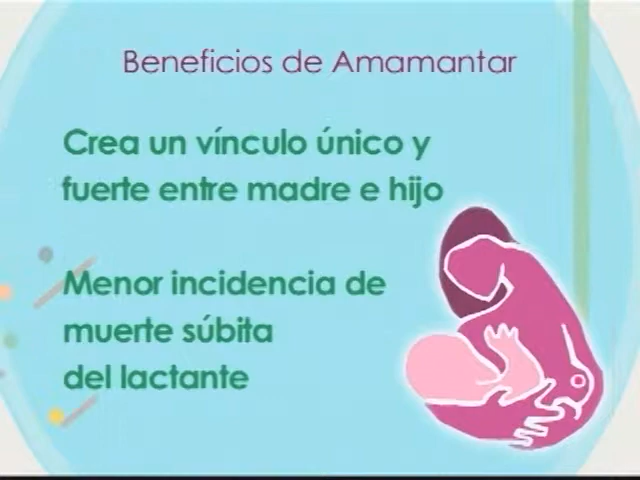 Beneficios de Amamantar
Crea un vínculo único y
fuerte entre madre e hijo
Menor incidencia de
muerte súbita
del lactante